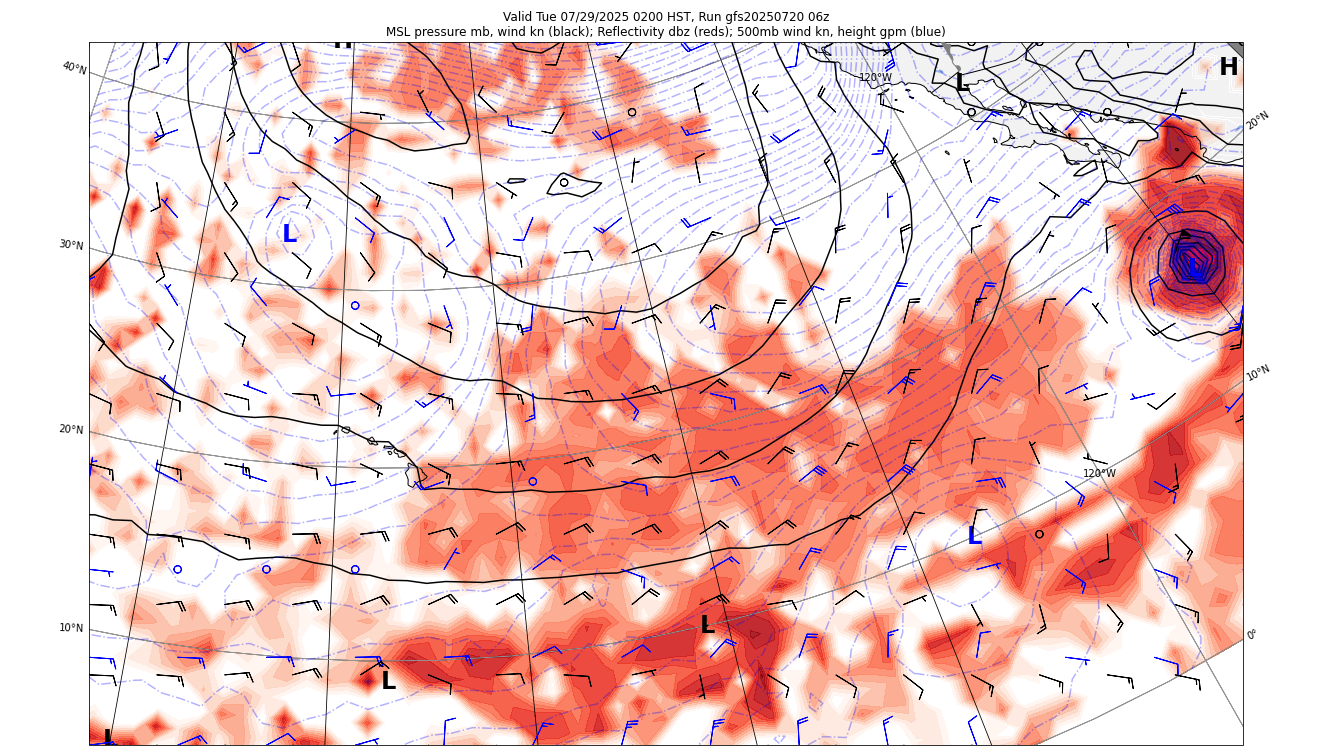 Valid Tue 07/29/2025 0200 HST, Run gfs20250720 06z
MSL pressure mb, wind kn (black); Reflectivity dbz (reds); 500mb wind kn, height gpm (blue)
H
40°N
120°W
L
H
20°N
30°N
L
L
10°N
20°N
120°W
L
10°N
L
0°
L
L